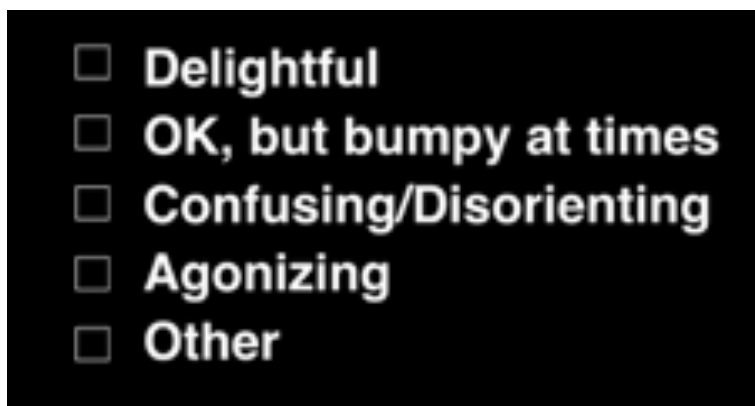 Delightful
OK, but bumpy at times
Confusing/Disorienting
Agonizing
Other